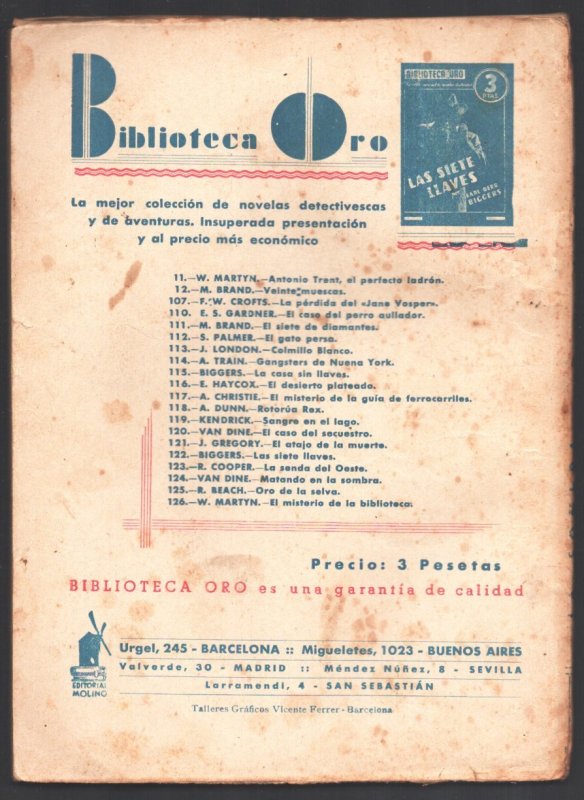 Biblioteca Oro
BIBLIOTECA ORO
3
PTAS
LAS SIETE
LLAVES
EARL DERR
BIGGERS
La mejor colección de novelas detectivescas
y de aventuras. Insuperada presentación
y al precio más económico
11.—W. MARTYN.—Antonio Trent, el perfecto ladrón.
12.—M. BRAND.—Veinte muescas.
107.—F. W. CROFTS.—La pérdida del «Jane Vosper».
110. E. S. GARDNER.—El caso del perro aullador.
111.—M. BRAND.—El siete de diamantes.
112.—S. PALMER.—El gato persa.
113.—J. LONDON.—Colmillo Blanco.
114.—A. TRAIN.—Gangsters de Nueva York.
115.—BIGGERS.—La casa sin llaves.
116.—E. HAYCOX.—El desierto plateado.
117.—A. CHRISTIE.—El misterio de la guía de ferrocarriles.
118.—A. DUNN.—Rotorúa Rex.
119.—KENDRICK.—Sangre en el lago.
120.—VAN DINE.—El caso del secuestro.
121.—J. GREGORY.—El atajo de la muerte.
122.—BIGGERS.—Las siete llaves.
123.—R. COOPER.—La senda del Oeste.
124.—VAN DINE.—Matando en la sombra.
125.—R. BEACH.—Oro de la selva.
126.—W. MARTYN.—El misterio de la biblioteca.
Precio: 3 Pesetas
BIBLIOTECA ORO es una garantía de calidad
EDITORIAL
MOLINO
Urgel, 245 - BARCELONA :: Migueletes, 1023 - BUENOS AIRES
Valverde, 30 - MADRID :: Méndez Núñez, 8 - SEVILLA
Larramendi, 4 - SAN SEBASTIÁN
Talleres Gráficos Vicente Ferrer - Barcelona